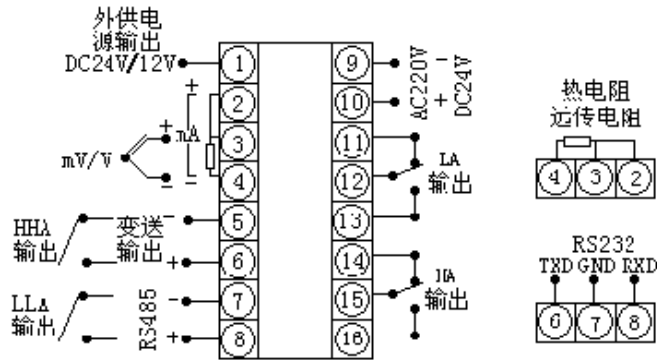 外供电
源输出
DC24V/12V
+
mA
−
+
mV/V
−
HHA
输出
变送
输出
−
+
LLA
输出
RS485
−
+
1
2
3
4
5
6
7
8
9
10
11
12
13
14
15
16
AC220V
− +
DC24V
LA
输出
HA
输出
热电阻
远传电阻
4 3 2
RS232
TXD GND RXD
6 7 8